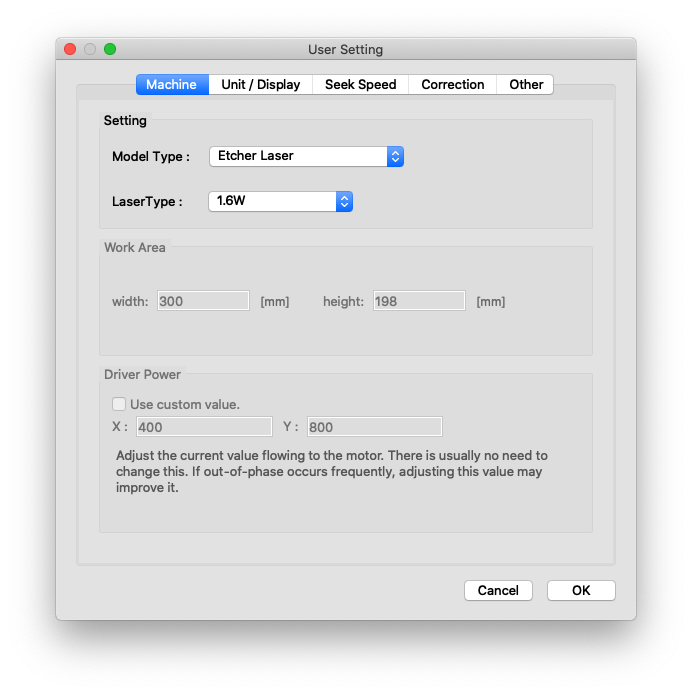 User Setting
Machine Unit / Display Seek Speed Correction Other
Setting
Model Type : Etcher Laser
LaserType : 1.6W
Work Area
width: 300 [mm] height: 198 [mm]
Driver Power
Use custom value.
X : 400 Y : 800
Adjust the current value flowing to the motor. There is usually no need to
change this. If out-of-phase occurs frequently, adjusting this value may
improve it.
Cancel OK